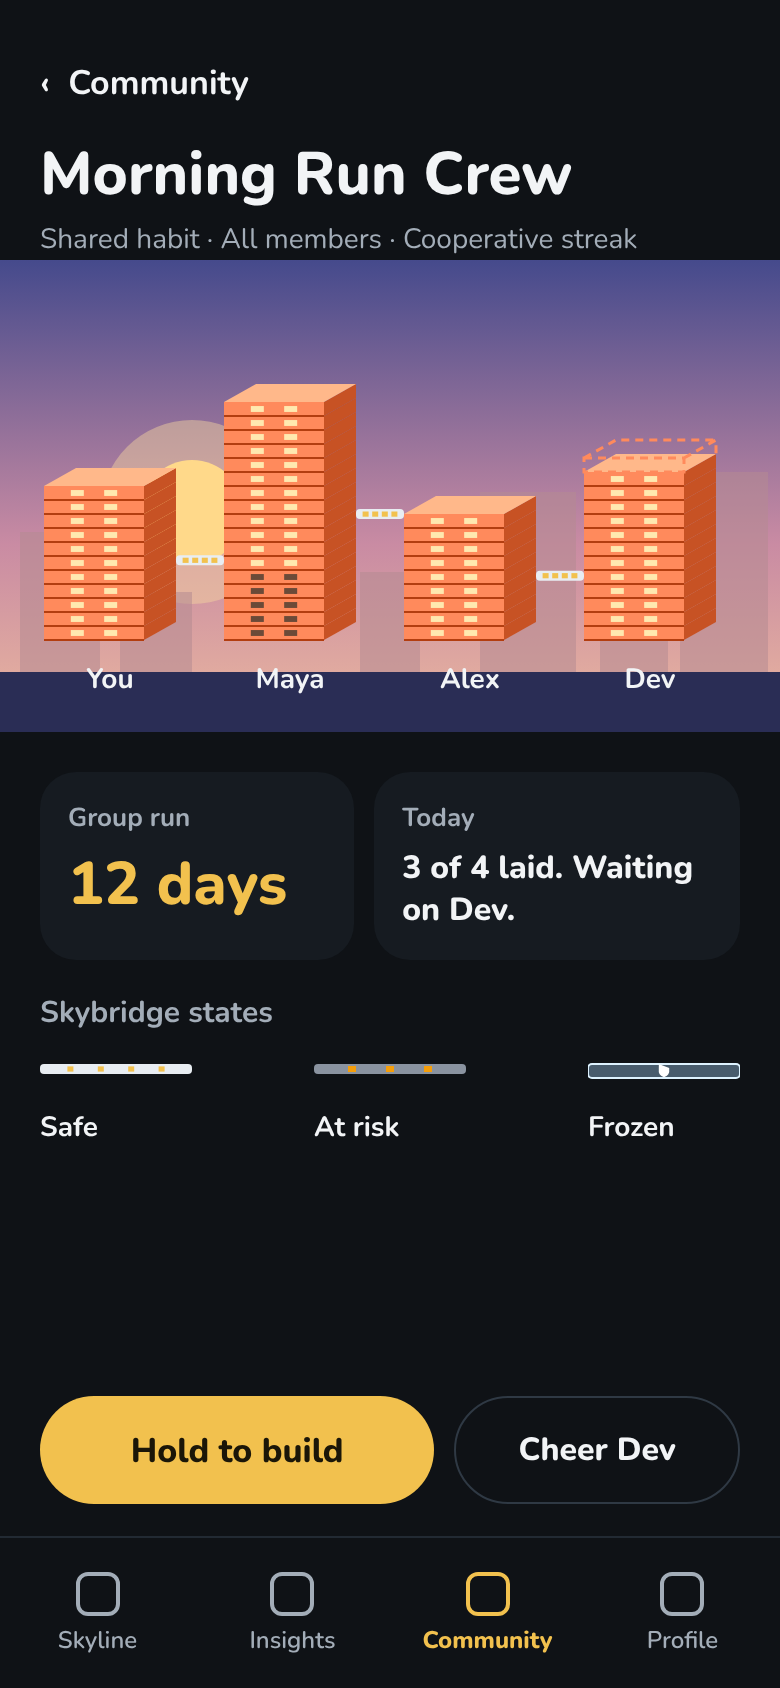 ‹ Community
Morning Run Crew
Shared habit · All members · Cooperative streak
You Maya Alex Dev
Group run
12 days
Today
3 of 4 laid. Waiting
on Dev.
Skybridge states
Safe At risk Frozen
Hold to build Cheer Dev
Skyline Insights Community Profile